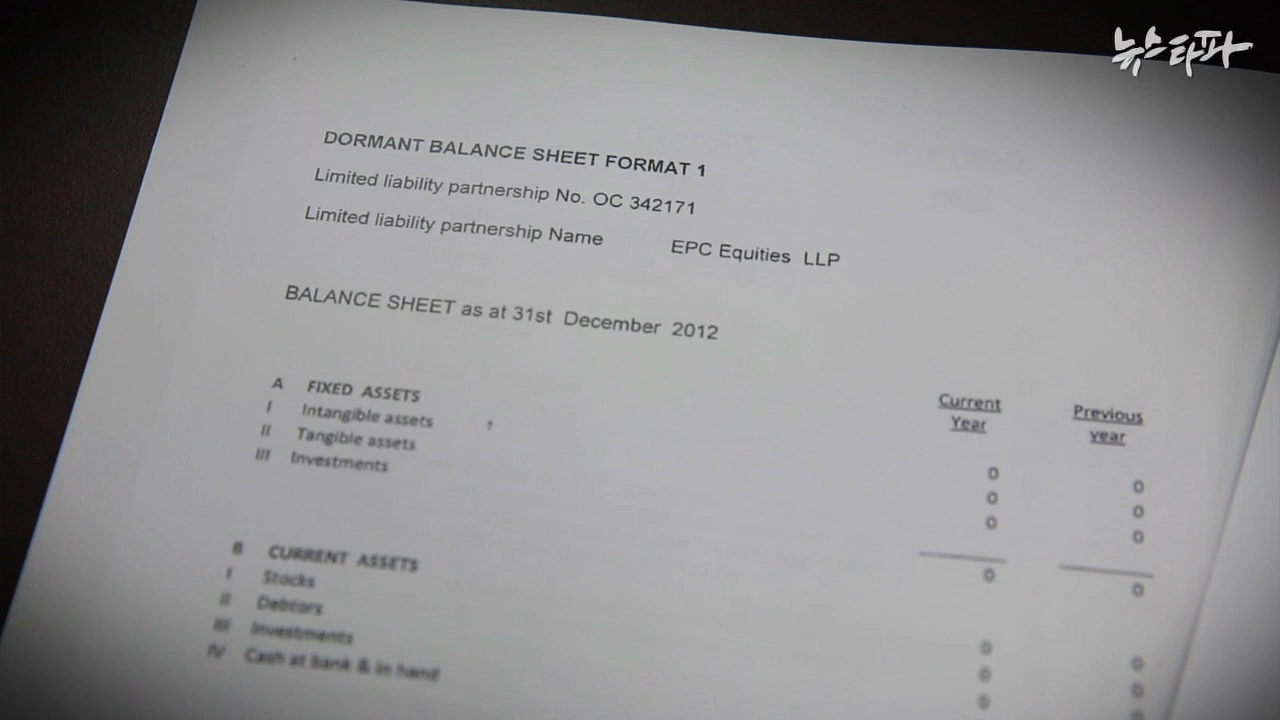 뉴스타파
DORMANT BALANCE SHEET FORMAT 1
Limited liability partnership No. OC 342171
Limited liability partnership Name EPC Equities LLP
BALANCE SHEET as at 31st December 2012
Current Year Previous year
A FIXED ASSETS
I Intangible assets 0 0
II Tangible assets 0 0
III Investments 0 0
0 0
B CURRENT ASSETS
I Stocks 0 0
II Debtors 0 0
III Investments 0
IV Cash at bank & in hand